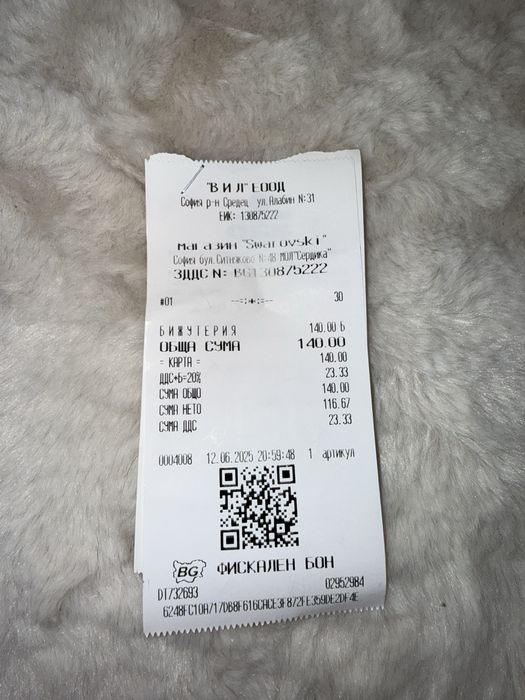 "В И Л" ЕООД
София р-н Средец ул.Алабин N:31
ЕИК: 130875222
магазин "Swarovski"
София бул.Ситняково N:48 МОЛ"Сердика"
ЗДДС N: BG130875222
#01 --=:*:=-- 30
БИЖУТЕРИЯ 140.00 Б
ОБЩА СУМА 140.00
= КАРТА = 140.00
ДДС*Б=20% 23.33
СУМА ОБЩО 140.00
СУМА НЕТО 116.67
СУМА ДДС 23.33
0004008 12.06.2025 20:59:48 1 артикул
BG ФИСКАЛЕН БОН
DT732693 02952984
6248FC10A717DB8F616CACE3F872FE359DE2DF4E